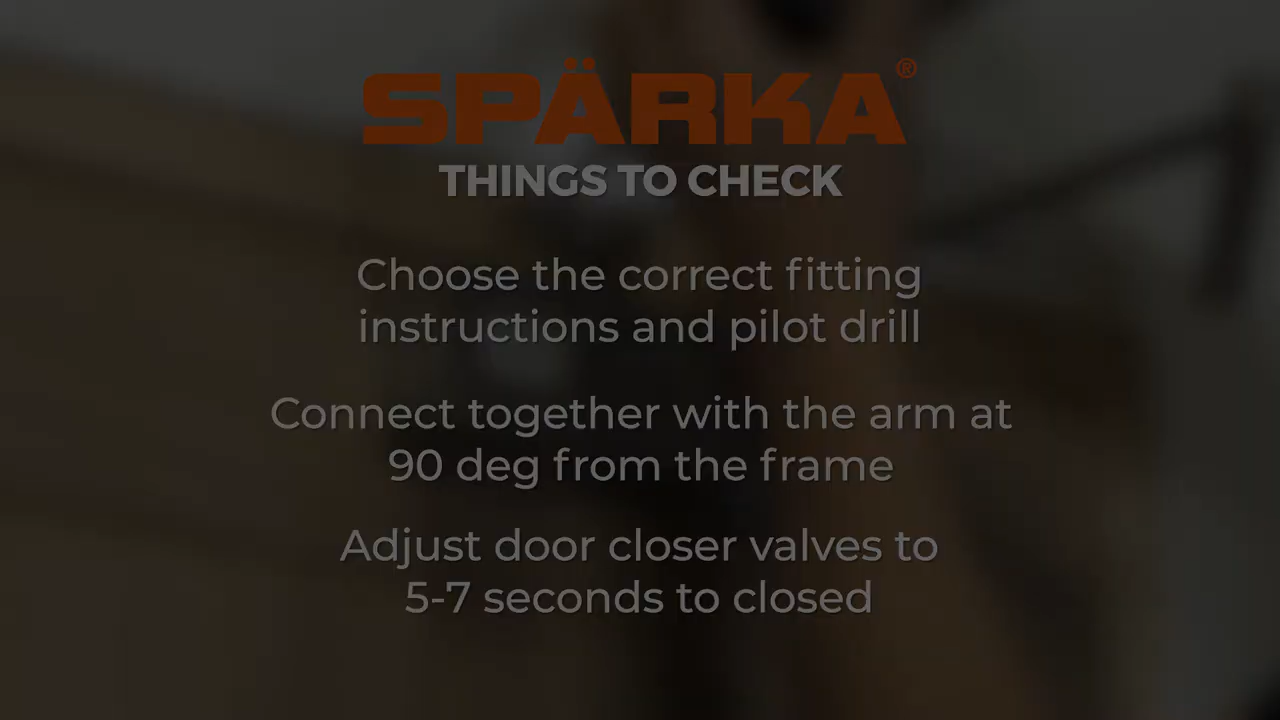 SPÄRKA®
THINGS TO CHECK
Choose the correct fitting
instructions and pilot drill
Connect together with the arm at
90 deg from the frame
Adjust door closer valves to
5-7 seconds to closed